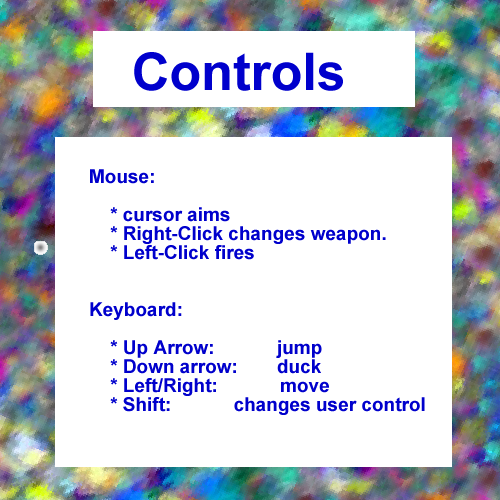 Controls
Mouse:
* cursor aims
* Right-Click changes weapon.
* Left-Click fires
Keyboard:
* Up Arrow: jump
* Down arrow: duck
* Left/Right: move
* Shift: changes user control